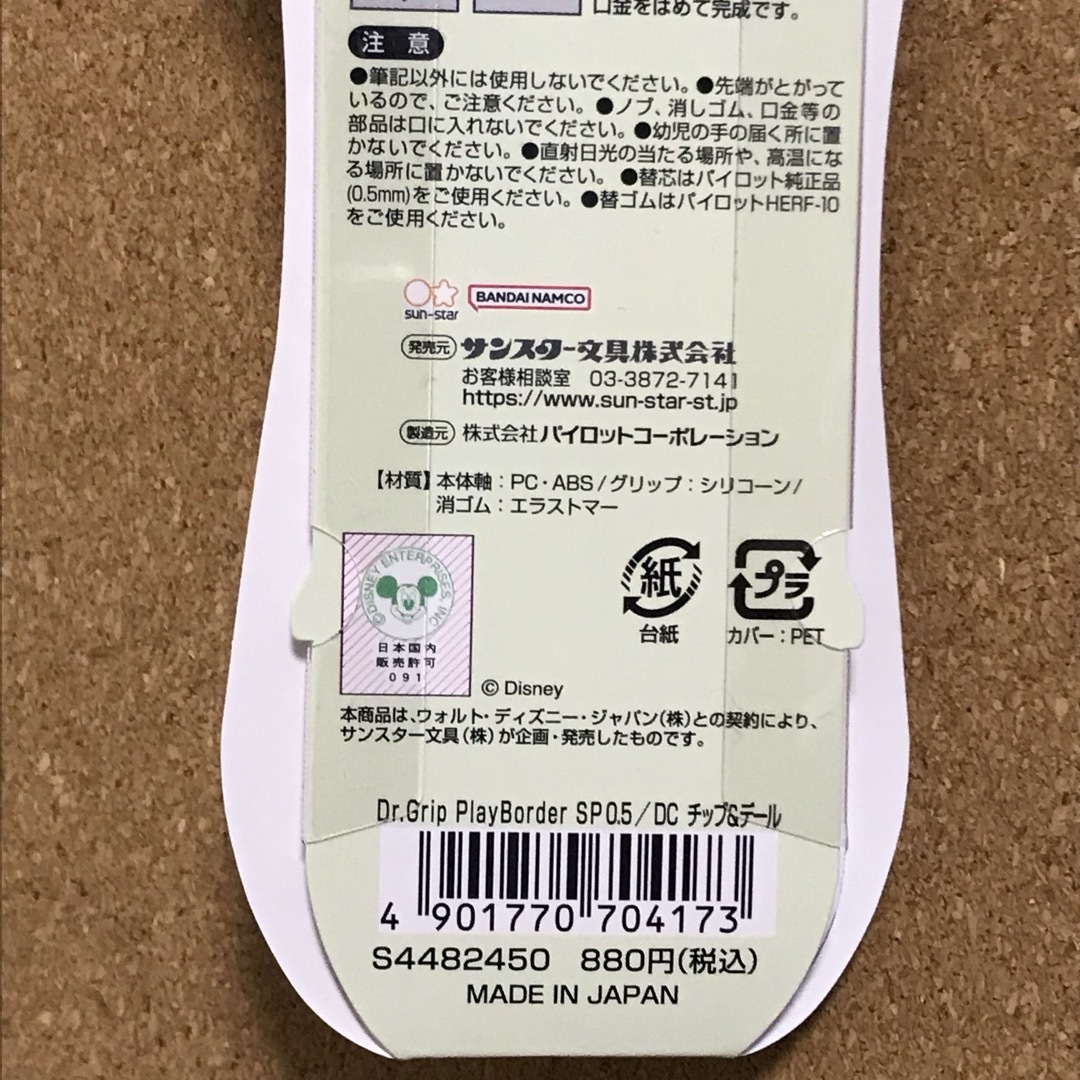 口金をはめて完成です。
注意
●筆記以外には使用しないでください。●先端がとがって
いるので、ご注意ください。●ノブ、消しゴム、口金等の
部品は口に入れないでください。●幼児の手の届く所に置
かないでください。●直射日光の当たる場所や、高温にな
る場所に置かないでください。●替芯はパイロット純正品
(0.5mm)をご使用ください。●替ゴムはパイロットHERF-10
をご使用ください。
sun-star
BANDAI NAMCO
発売元 サンスター文具株式会社
お客様相談室 03-3872-7141
https://www.sun-star-st.jp
製造元 株式会社パイロットコーポレーション
【材質】本体軸：PC・ABS/グリップ：シリコーン/
消ゴム：エラストマー
©DISNEY ENTERPRISES, INC.
日本国内
販売許可
091
紙
台紙
プラ
カバー：PET
© Disney
本商品は、ウォルト・ディズニー・ジャパン(株)との契約により、
サンスター文具(株)が企画・発売したものです。
Dr.Grip PlayBorder SP0.5/DC チップ&デール
4 901770 704173
S4482450 880円(税込)
MADE IN JAPAN